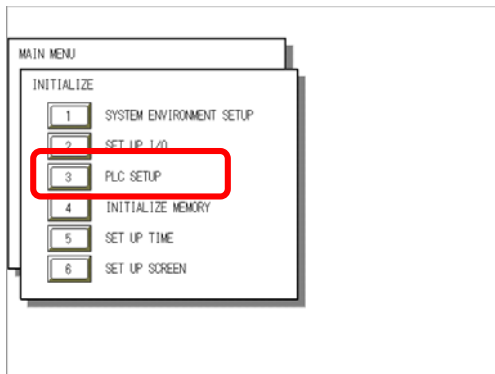 MAIN MENU
INITIALIZE
1 SYSTEM ENVIRONMENT SETUP
2 SET UP I/O
3 PLC SETUP
4 INITIALIZE MEMORY
5 SET UP TIME
6 SET UP SCREEN